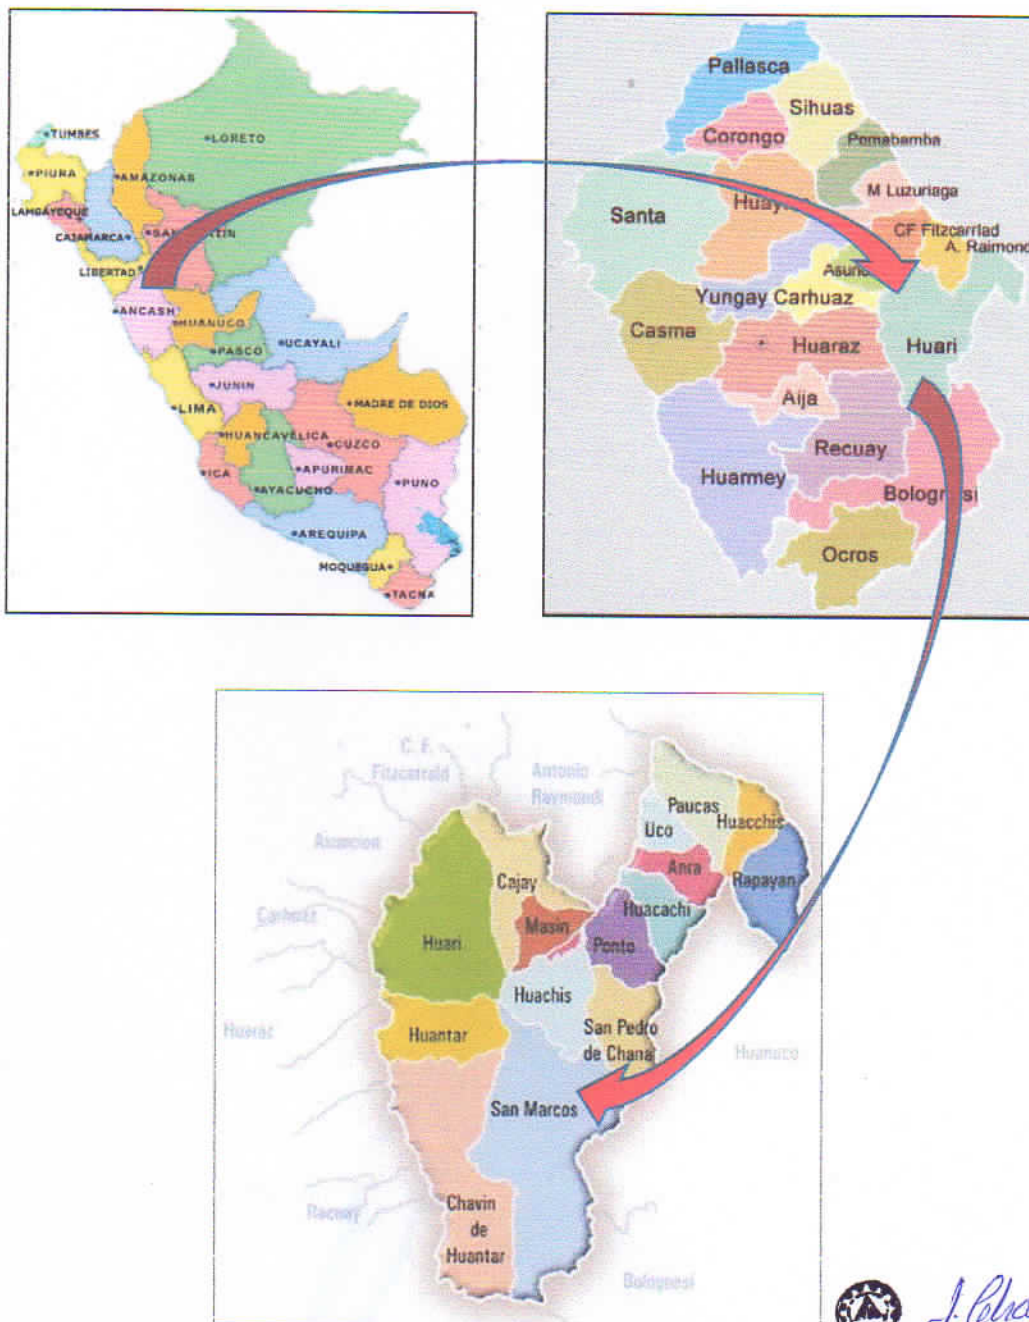 TUMBES
LORETO
PIURA
AMAZONAS
LAMBAYEQUE
CAJAMARCA
LIBERTAD
ANCASH
HUANUCO
UCAYALI
PASCO
JUNIN
LIMA
MADRE DE DIOS
HUANCAVELICA
CUZCO
ICA
APURIMAC
PUNO
AYACUCHO
AREQUIPA
MOQUEGUA
TACNA
Pallasca
Sihuas
Corongo
Pomabamba
M Luzuriaga
Santa
CF Fitzcarrlad
Yungay
Carhuaz
Casma
Huaraz
Huari
Aija
Recuay
Huarmey
Bolognesi
Ocros
C. F.
Fitzcarrald
Antonio
Raymondi
Asuncion
Carhuaz
Huaraz
Recuay
Bolognesi
Huanuco
Paucas
Huacchis
Uco
Anra
Rapayan
Cajay
Huacachi
Masin
Huari
Ponto
Huachis
Huantar
San Pedro
de Chana
San Marcos
Chavin
de
Huantar